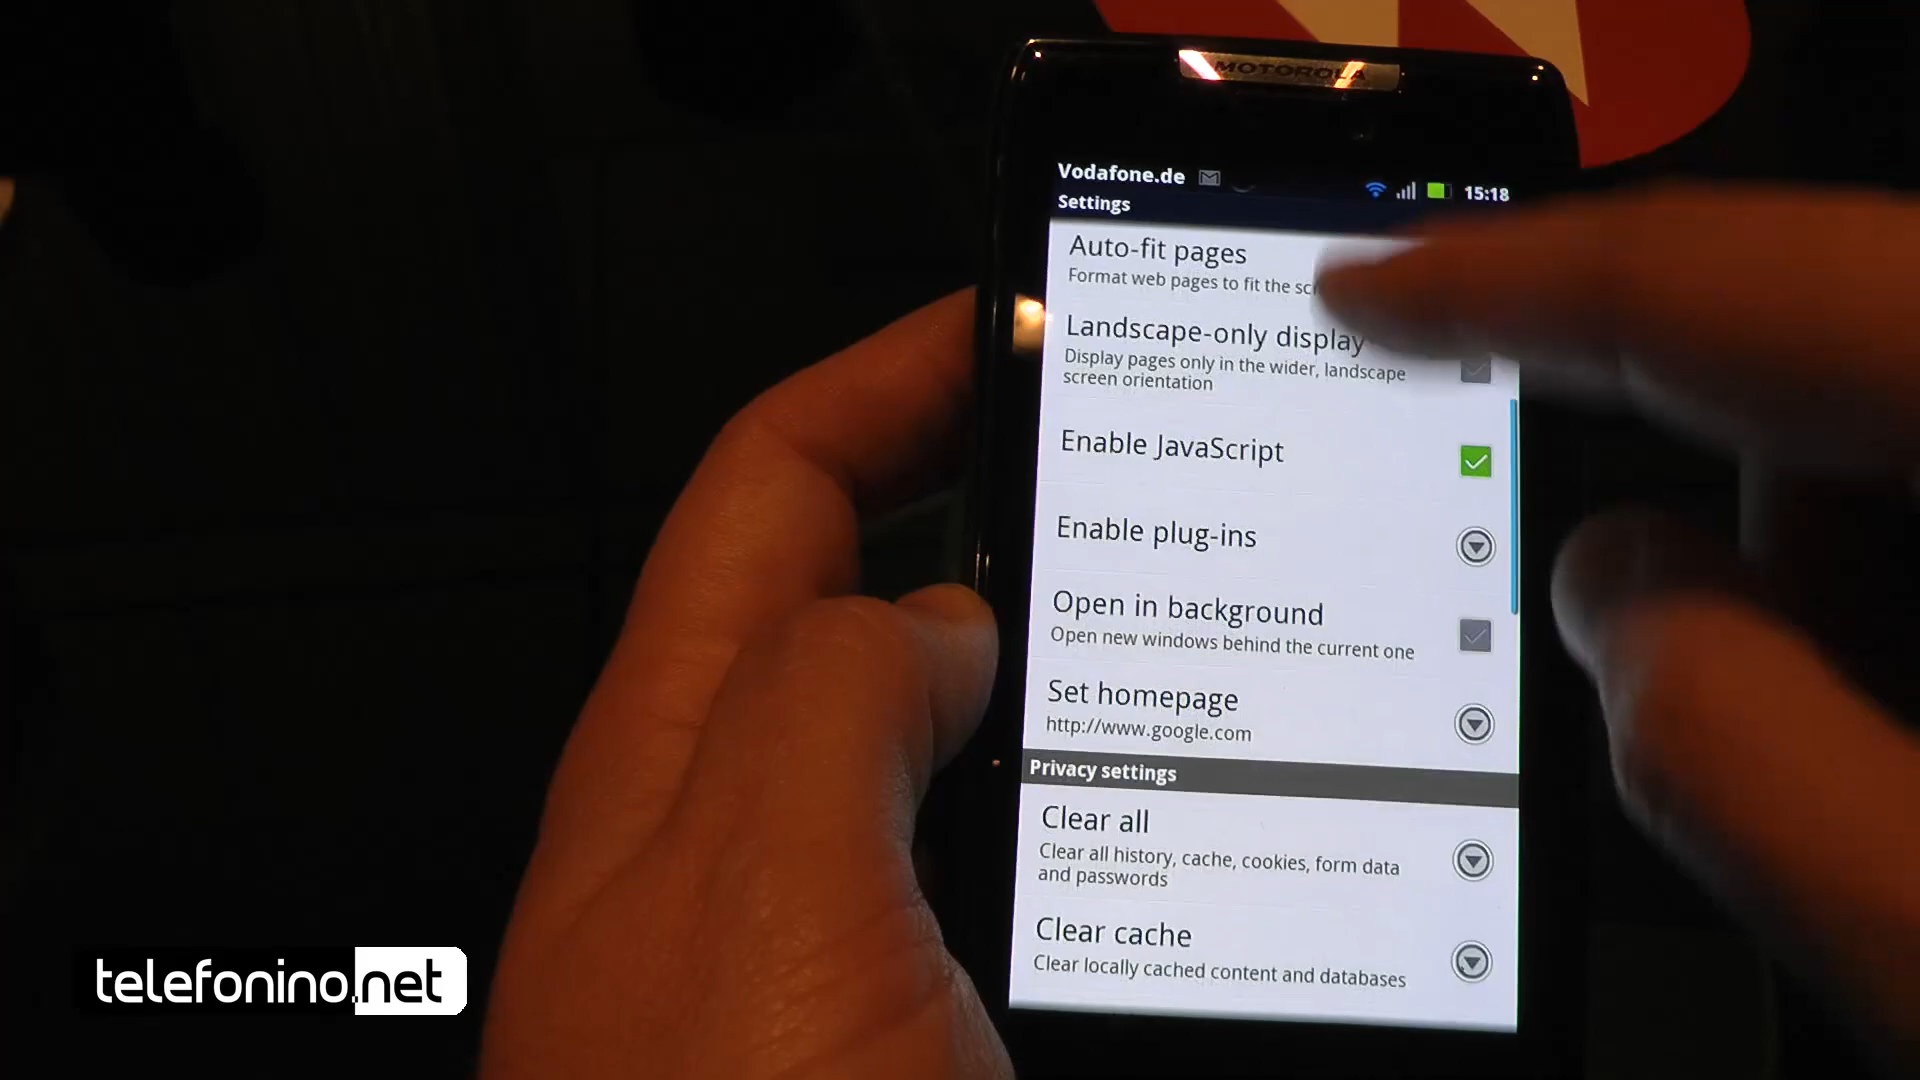 MOTOROLA
Vodafone.de
15:18
Settings
Auto-fit pages
Format web pages to fit the
Landscape-only display
Display pages only in the wider, landscape
screen orientation
Enable JavaScript
Enable plug-ins
Open in background
Open new windows behind the current one
Set homepage
http://www.google.com
Privacy settings
Clear all
Clear all history, cache, cookies, form data
and passwords
Clear cache
Clear locally cached content and databases
telefonino.net